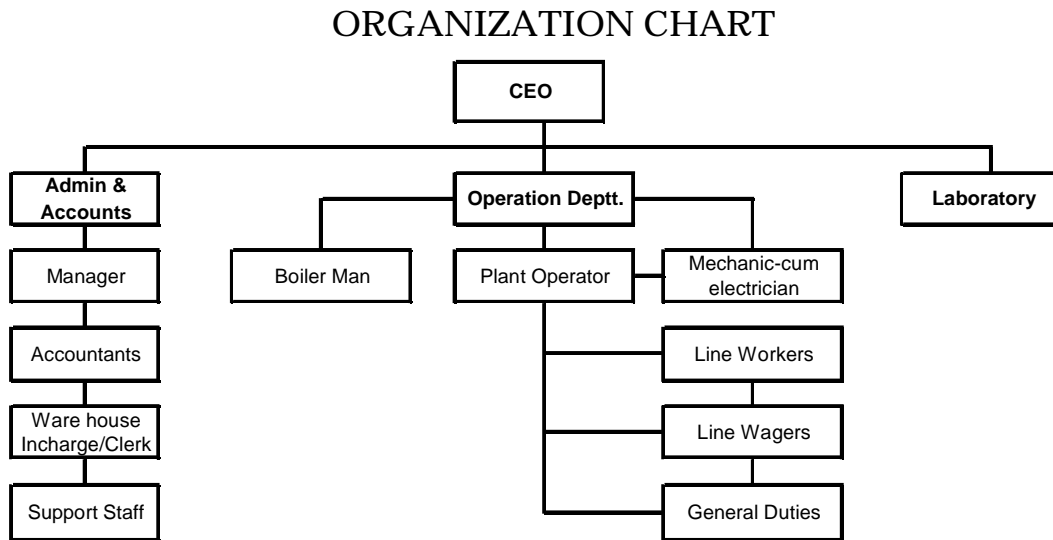 ORGANIZATION CHART
CEO
Admin &
Accounts
Operation Deptt.
Laboratory
Manager
Boiler Man
Plant Operator
Mechanic-cum
electrician
Accountants
Line Workers
Ware house
Incharge/Clerk
Line Wagers
Support Staff
General Duties